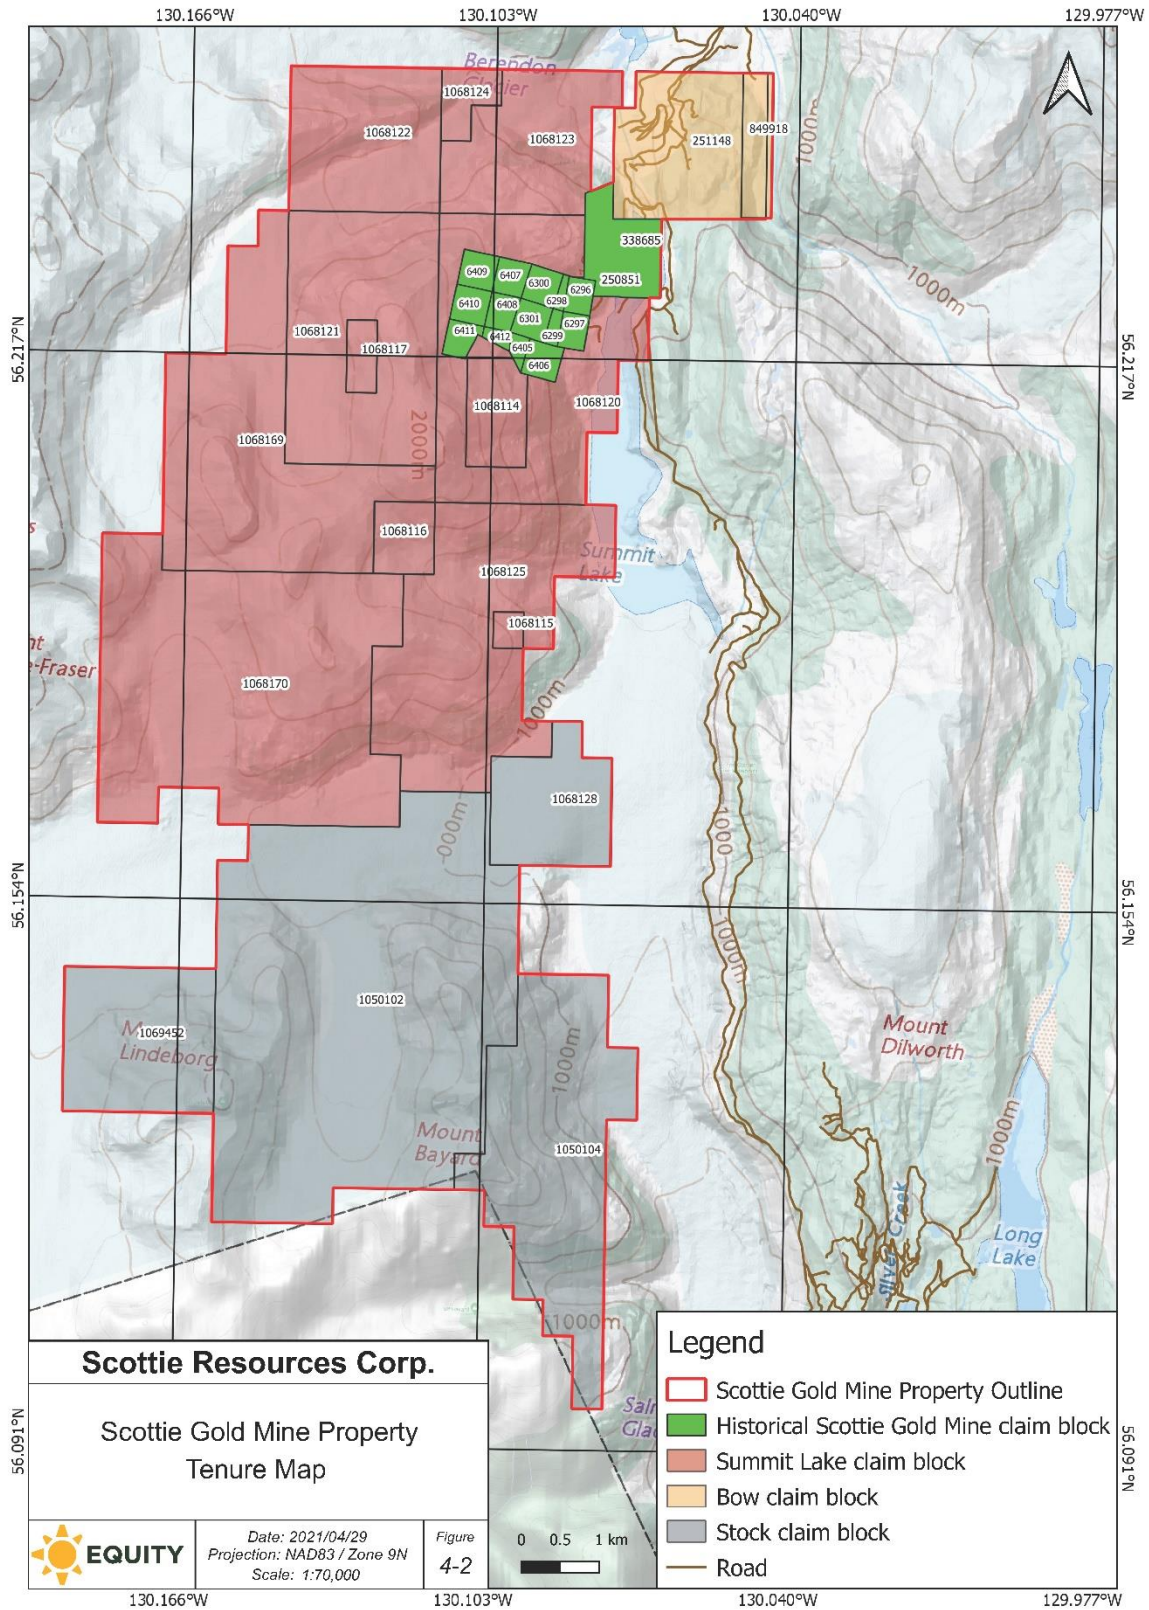 130.166°W
130.103°W
130.040°W
129.977°W
Berendon
Glacier
1068124
1068122
1068123
251148
849918
1000m
338685
250851
1000m
6409
6407
6300
6296
6410
6408
6298
6301
6297
6411
6412
6299
6405
6406
1068121
1068117
56.217°N
56.217°N
1068114
1068120
2000m
1068169
1068116
Summit
Lake
1068125
1068115
nt
e-Fraser
1068170
1000m
1068128
000m
1000
56.154°N
56.154°N
1000m
1050102
1069452
Lindeborg
Mount
Dilworth
1000m
1000m
Mount
Bayard
1050104
Silver Creek
Long
Lake
1000m
Legend
Scottie Gold Mine Property Outline
Historical Scottie Gold Mine claim block
Summit Lake claim block
Bow claim block
Stock claim block
Road
Scottie Resources Corp.
Scottie Gold Mine Property
Tenure Map
56.091°N
56.091°N
EQUITY
Date: 2021/04/29
Projection: NAD83 / Zone 9N
Scale: 1:70,000
Figure
4-2
0 0.5 1 km
130.166°W
130.103°W
130.040°W
129.977°W